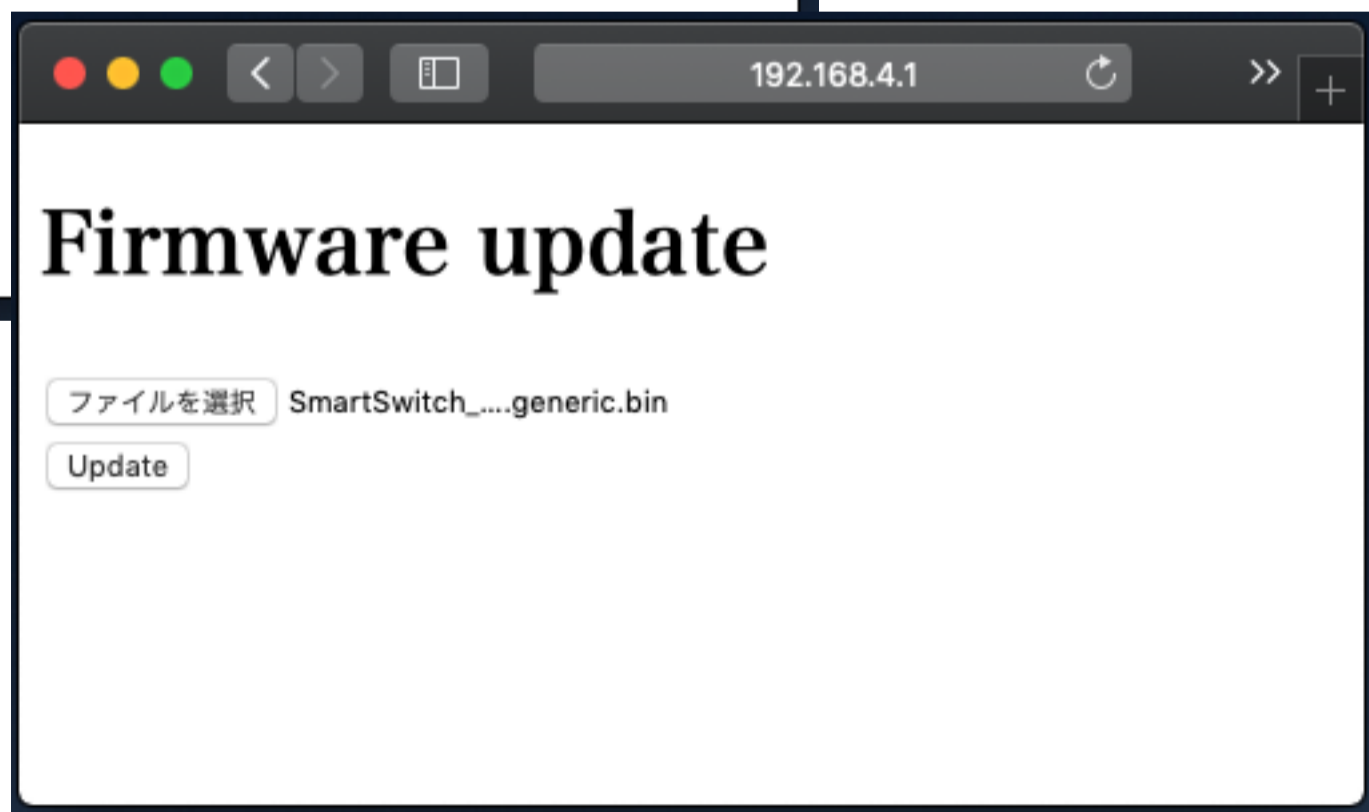 192.168.4.1
Firmware update
ファイルを選択 SmartSwitch_....generic.bin
Update